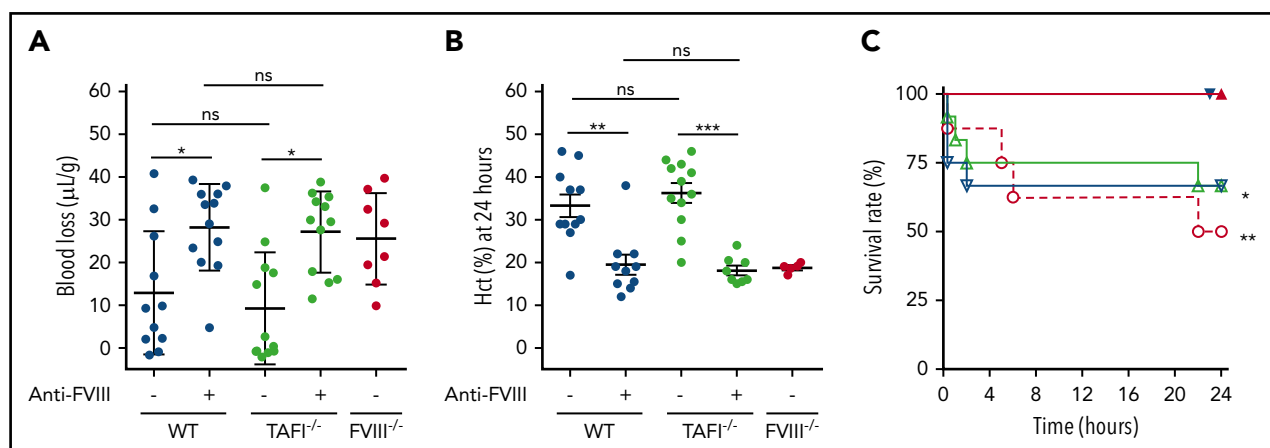 A
B
C
Blood loss (µL/g)
60
50
40
30
20
10
0
ns
ns
*
*
Anti-FVIII
- + - + -
WT TAFI-/- FVIII-/-
Hct (%) at 24 hours
60
50
40
30
20
10
0
ns
ns
**
***
Anti-FVIII
- + - + -
WT TAFI-/- FVIII-/-
Survival rate (%)
100
75
50
25
0
*
**
0 4 8 12 16 20 24
Time (hours)